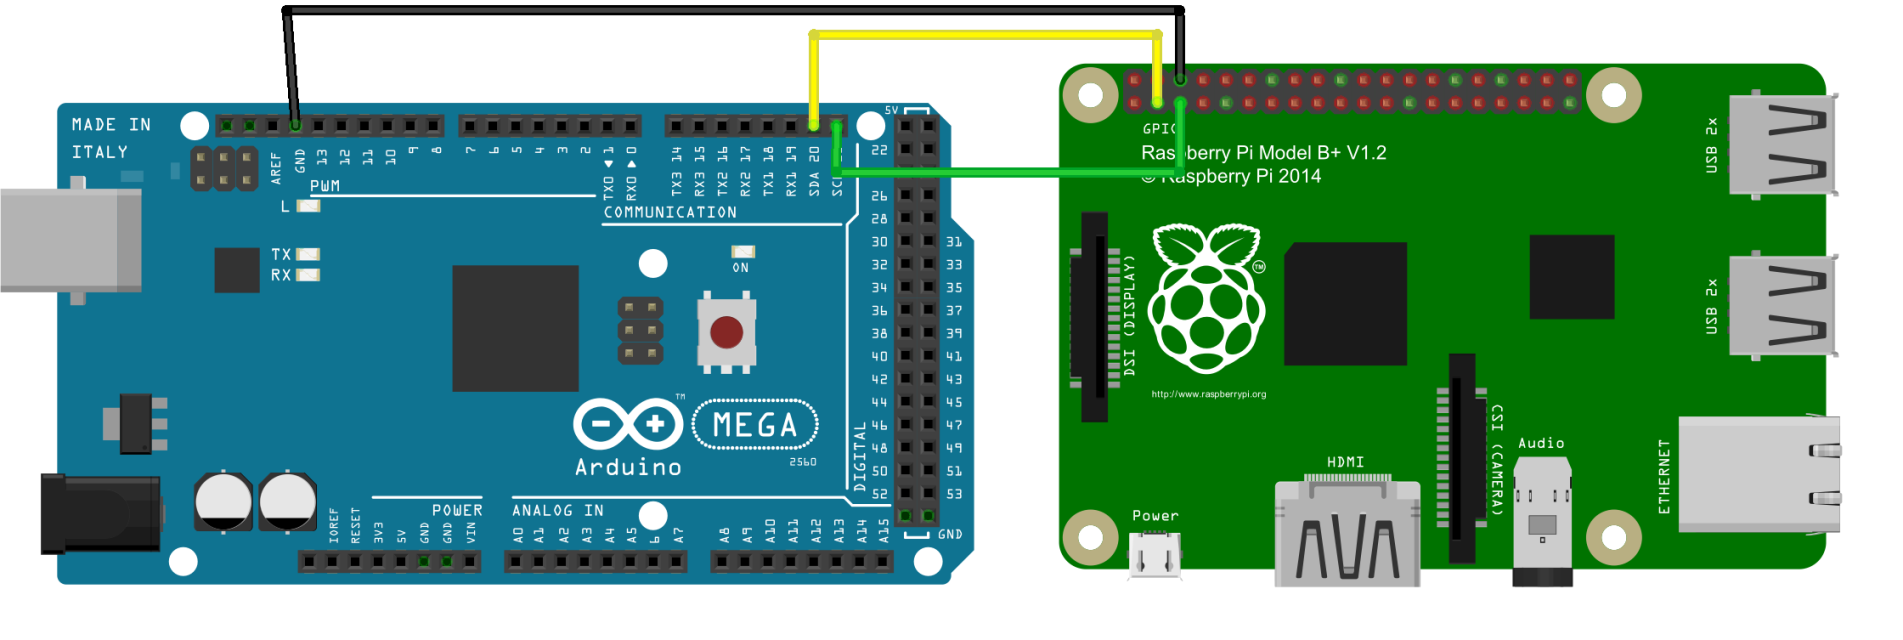 MADE IN
ITALY
AREF
GND
13
12
11
10
9
8
7
6
5
4
3
2
TX0 1
RX0 0
TX3 14
RX3 15
TX2 16
RX2 17
TX1 18
RX1 19
SDA 20
5V
22
26
28
30 31
32 33
34 35
36 37
38 39
40 41
42 43
44 45
46 47
48 49
50 51
52 53
GND
PWM
L
COMMUNICATION
TX
RX
ON
TM
MEGA
Arduino
2560
DIGITAL
POWER
ANALOG IN
IOREF
RESET
3V3
5V
GND
GND
VIN
A0
A1
A2
A3
A4
A5
6
A7
A8
A9
A10
A11
A12
A13
A14
A15
Raspberry Pi Model B+ V1.2
© Raspberry Pi 2014
TM
http://www.raspberrypi.org
DSI (DISPLAY)
CSI (CAMERA)
USB 2x
USB 2x
ETHERNET
Audio
HDMI
Power